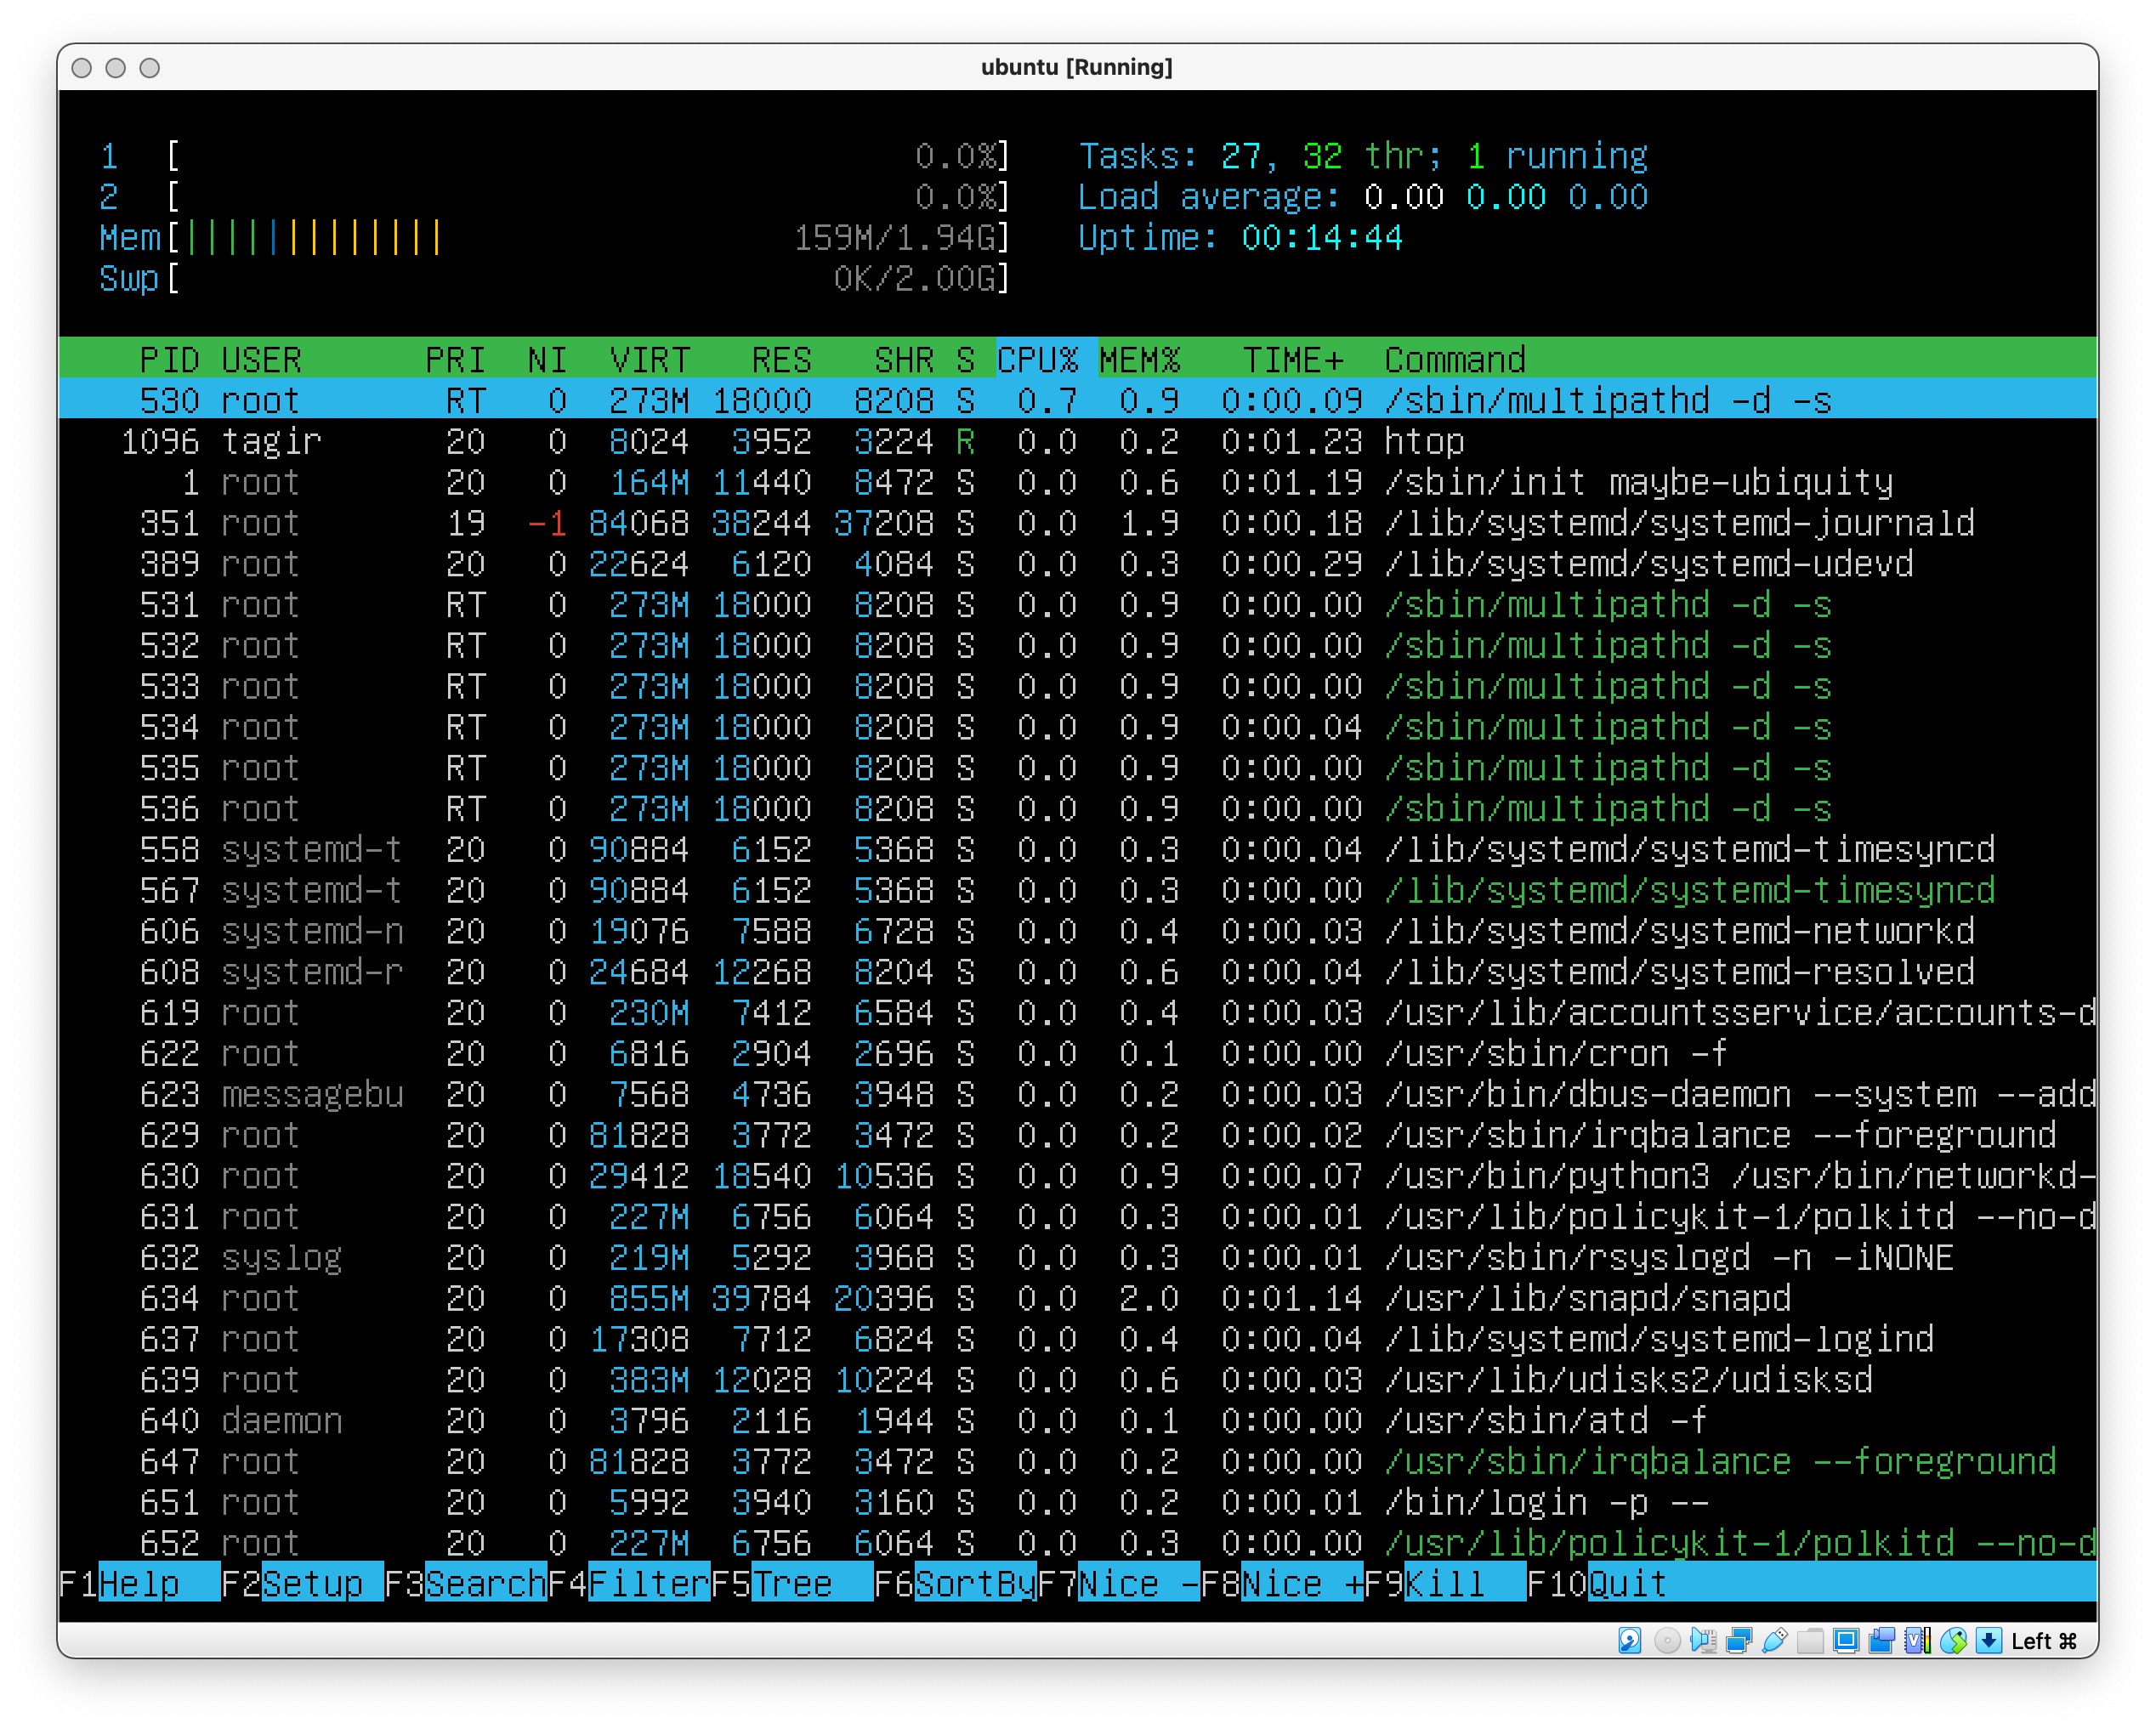 ubuntu [Running]
1 [ 0.0%] Tasks: 27, 32 thr; 1 running
2 [ 0.0%] Load average: 0.00 0.00 0.00
Mem[||||||||||||| 159M/1.94G] Uptime: 00:14:44
Swp[ 0K/2.00G]
PID USER PRI NI VIRT RES SHR S CPU% MEM% TIME+ Command
530 root RT 0 273M 18000 8208 S 0.7 0.9 0:00.09 /sbin/multipathd -d -s
1096 tagir 20 0 8024 3952 3224 R 0.0 0.2 0:01.23 htop
1 root 20 0 164M 11440 8472 S 0.0 0.6 0:01.19 /sbin/init maybe-ubiquity
351 root 19 -1 84068 38244 37208 S 0.0 1.9 0:00.18 /lib/systemd/systemd-journald
389 root 20 0 22624 6120 4084 S 0.0 0.3 0:00.29 /lib/systemd/systemd-udevd
531 root RT 0 273M 18000 8208 S 0.0 0.9 0:00.00 /sbin/multipathd -d -s
532 root RT 0 273M 18000 8208 S 0.0 0.9 0:00.00 /sbin/multipathd -d -s
533 root RT 0 273M 18000 8208 S 0.0 0.9 0:00.00 /sbin/multipathd -d -s
534 root RT 0 273M 18000 8208 S 0.0 0.9 0:00.04 /sbin/multipathd -d -s
535 root RT 0 273M 18000 8208 S 0.0 0.9 0:00.00 /sbin/multipathd -d -s
536 root RT 0 273M 18000 8208 S 0.0 0.9 0:00.00 /sbin/multipathd -d -s
558 systemd-t 20 0 90884 6152 5368 S 0.0 0.3 0:00.04 /lib/systemd/systemd-timesyncd
567 systemd-t 20 0 90884 6152 5368 S 0.0 0.3 0:00.00 /lib/systemd/systemd-timesyncd
606 systemd-n 20 0 19076 7588 6728 S 0.0 0.4 0:00.03 /lib/systemd/systemd-networkd
608 systemd-r 20 0 24684 12268 8204 S 0.0 0.6 0:00.04 /lib/systemd/systemd-resolved
619 root 20 0 230M 7412 6584 S 0.0 0.4 0:00.03 /usr/lib/accountsservice/accounts-d
622 root 20 0 6816 2904 2696 S 0.0 0.1 0:00.00 /usr/sbin/cron -f
623 messagebu 20 0 7568 4736 3948 S 0.0 0.2 0:00.03 /usr/bin/dbus-daemon --system --add
629 root 20 0 81828 3772 3472 S 0.0 0.2 0:00.02 /usr/sbin/irqbalance --foreground
630 root 20 0 29412 18540 10536 S 0.0 0.9 0:00.07 /usr/bin/python3 /usr/bin/networkd-
631 root 20 0 227M 6756 6064 S 0.0 0.3 0:00.01 /usr/lib/policykit-1/polkitd --no-d
632 syslog 20 0 219M 5292 3968 S 0.0 0.3 0:00.01 /usr/sbin/rsyslogd -n -iNONE
634 root 20 0 855M 39784 20396 S 0.0 2.0 0:01.14 /usr/lib/snapd/snapd
637 root 20 0 17308 7712 6824 S 0.0 0.4 0:00.04 /lib/systemd/systemd-logind
639 root 20 0 383M 12028 10224 S 0.0 0.6 0:00.03 /usr/lib/udisks2/udisksd
640 daemon 20 0 3796 2116 1944 S 0.0 0.1 0:00.00 /usr/sbin/atd -f
647 root 20 0 81828 3772 3472 S 0.0 0.2 0:00.00 /usr/sbin/irqbalance --foreground
651 root 20 0 5992 3940 3160 S 0.0 0.2 0:00.01 /bin/login -p --
652 root 20 0 227M 6756 6064 S 0.0 0.3 0:00.00 /usr/lib/policykit-1/polkitd --no-d
F1Help F2Setup F3SearchF4FilterF5Tree F6SortByF7Nice -F8Nice +F9Kill F10Quit
Left ⌘